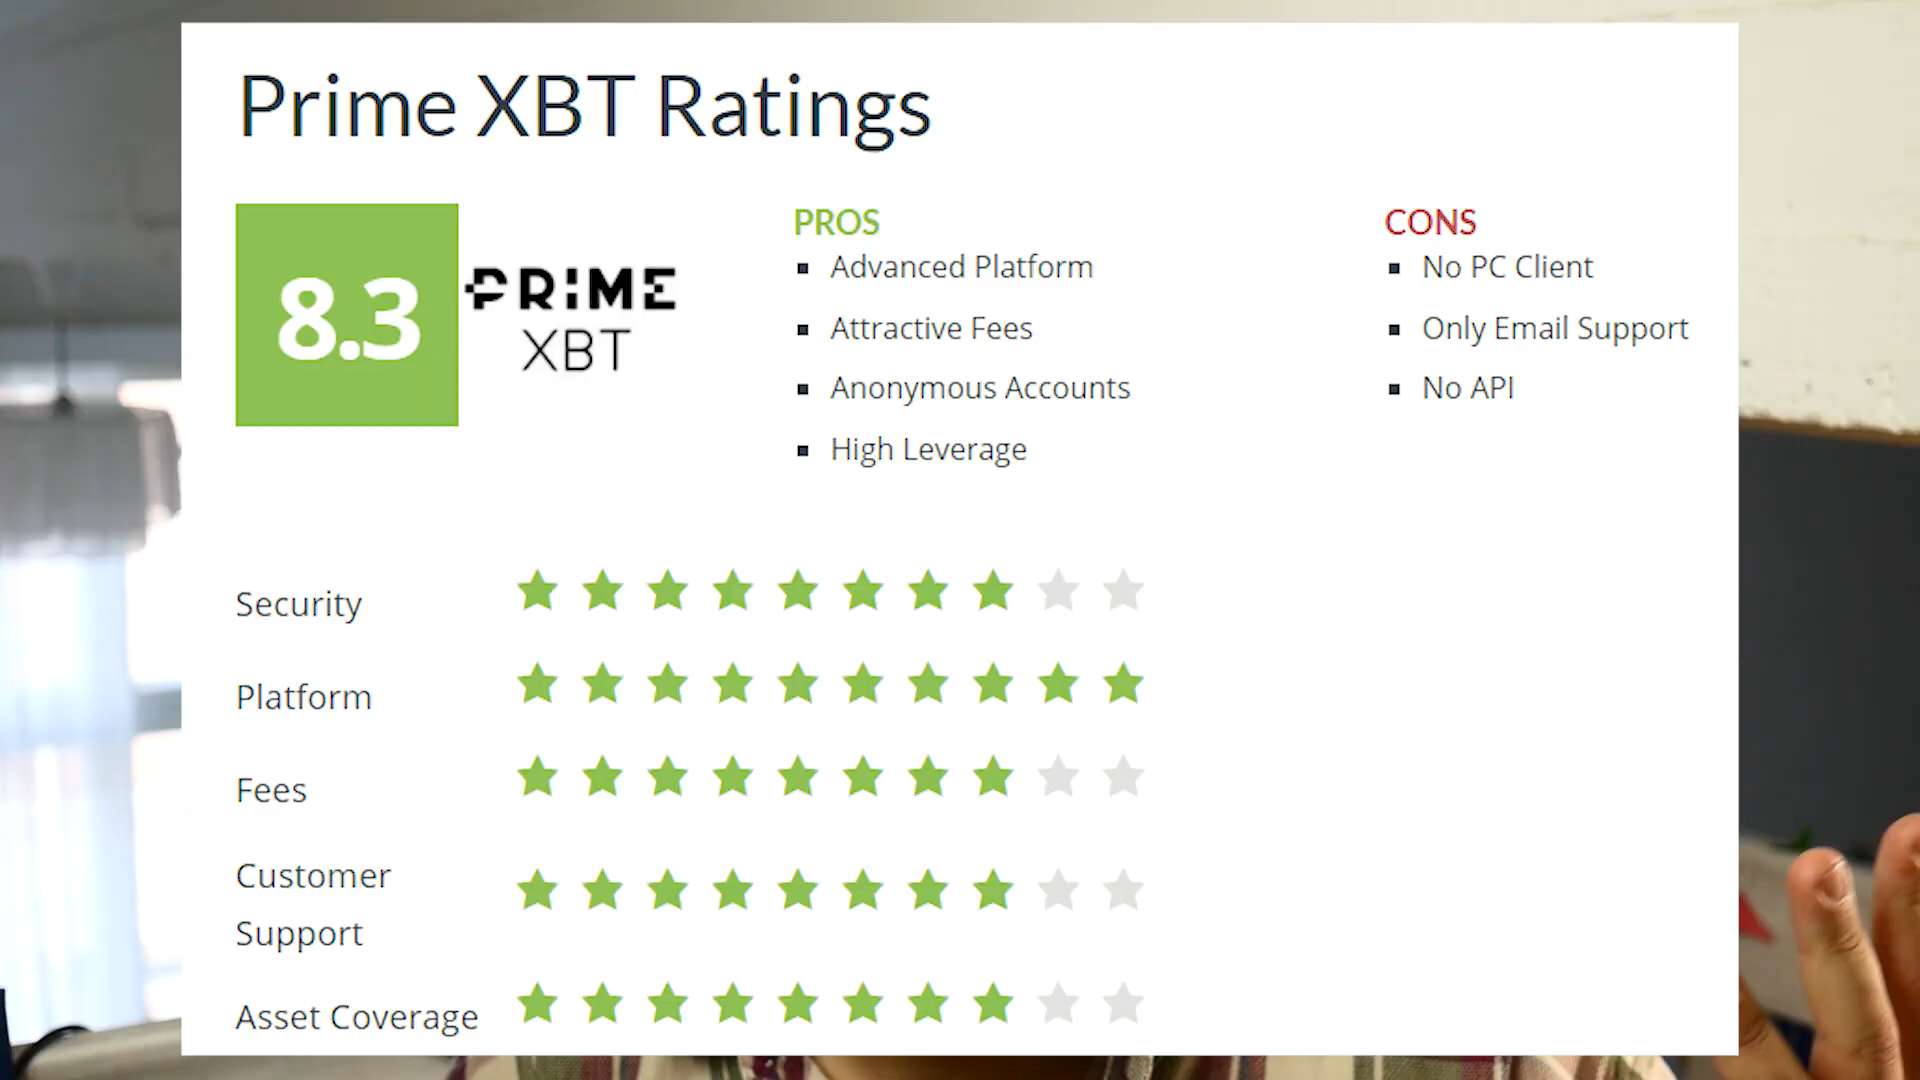 Prime XBT Ratings
8.3
PRIME
XBT
PROS
Advanced Platform
Attractive Fees
Anonymous Accounts
High Leverage
CONS
No PC Client
Only Email Support
No API
Security
Platform
Fees
Customer
Support
Asset Coverage